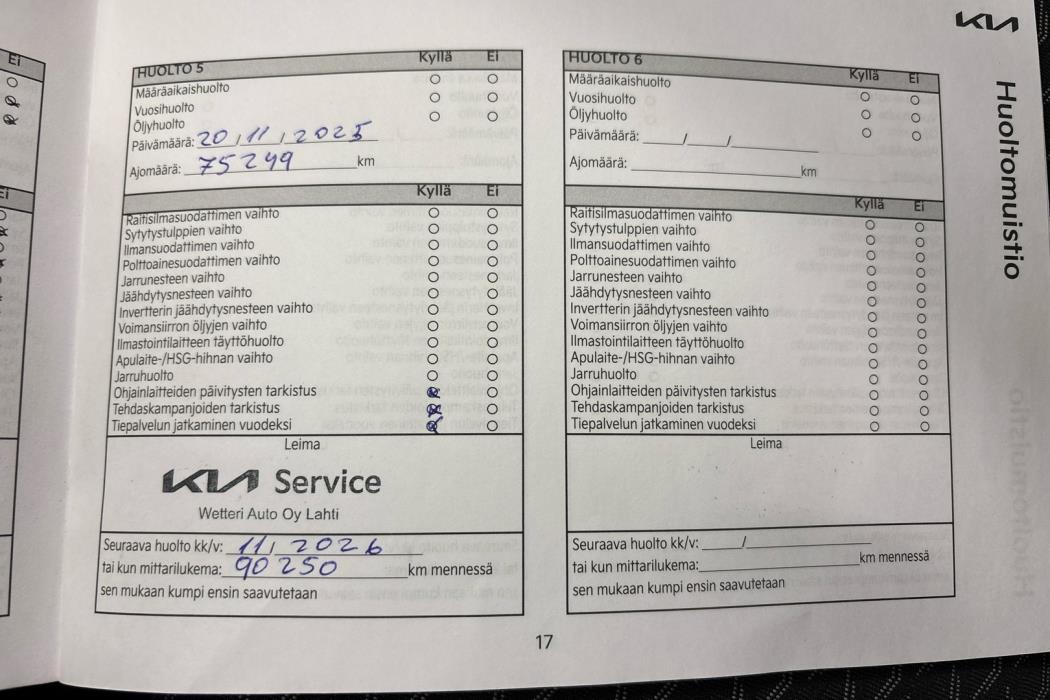 Ei
Ei
KIA
Huoltomuistio
HUOLTO 5 Kyllä Ei
Määräaikaishuolto
Vuosihuolto
Öljyhuolto
Päivämäärä: 20 / 11 / 2025
Ajomäärä: 75249 km
Kyllä Ei
Raitisilmasuodattimen vaihto
Sytytystulppien vaihto
Ilmansuodattimen vaihto
Polttoainesuodattimen vaihto
Jarrunesteen vaihto
Jäähdytysnesteen vaihto
Invertterin jäähdytysnesteen vaihto
Voimansiirron öljyjen vaihto
Ilmastointilaitteen täyttöhuolto
Apulaite-/HSG-hihnan vaihto
Jarruhuolto
Ohjainlaitteiden päivitysten tarkistus
Tehdaskampanjoiden tarkistus
Tiepalvelun jatkaminen vuodeksi
Leima
KIA Service
Wetteri Auto Oy Lahti
Seuraava huolto kk/v: 11 / 2026
tai kun mittarilukema: 90 250 km mennessä
sen mukaan kumpi ensin saavutetaan
HUOLTO 6 Kyllä Ei
Määräaikaishuolto
Vuosihuolto
Öljyhuolto
Päivämäärä: / /
Ajomäärä: km
Kyllä Ei
Raitisilmasuodattimen vaihto
Sytytystulppien vaihto
Ilmansuodattimen vaihto
Polttoainesuodattimen vaihto
Jarrunesteen vaihto
Jäähdytysnesteen vaihto
Invertterin jäähdytysnesteen vaihto
Voimansiirron öljyjen vaihto
Ilmastointilaitteen täyttöhuolto
Apulaite-/HSG-hihnan vaihto
Jarruhuolto
Ohjainlaitteiden päivitysten tarkistus
Tehdaskampanjoiden tarkistus
Tiepalvelun jatkaminen vuodeksi
Leima
Seuraava huolto kk/v: /
tai kun mittarilukema: km mennessä
sen mukaan kumpi ensin saavutetaan
17